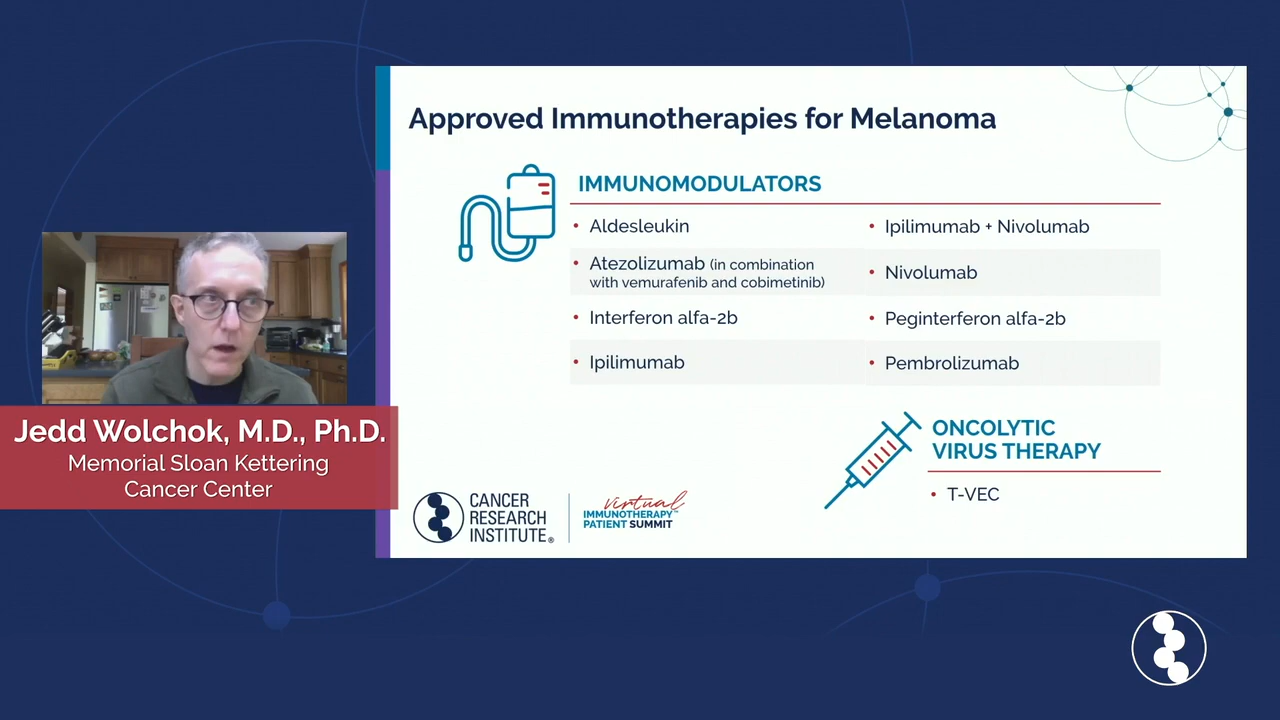 Approved Immunotherapies for Melanoma
IMMUNOMODULATORS
• Aldesleukin
• Atezolizumab (in combination
with vemurafenib and cobimetinib)
• Interferon alfa-2b
• Ipilimumab
• Ipilimumab + Nivolumab
• Nivolumab
• Peginterferon alfa-2b
• Pembrolizumab
ONCOLYTIC
VIRUS THERAPY
• T-VEC
Jedd Wolchok, M.D., Ph.D.
Memorial Sloan Kettering
Cancer Center
CANCER
RESEARCH
INSTITUTE®
virtual
IMMUNOTHERAPY™
PATIENT SUMMIT